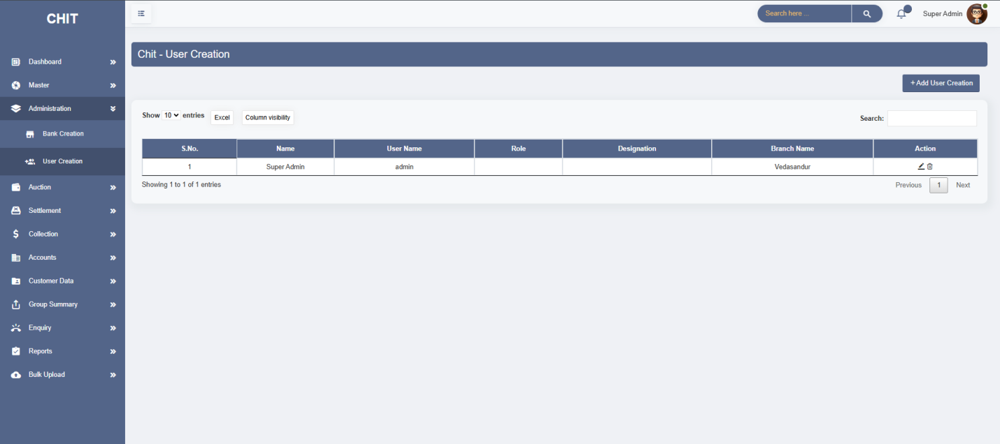 CHIT
Search here ...
Super Admin
Dashboard
Master
Administration
Bank Creation
User Creation
Auction
Settlement
Collection
Accounts
Customer Data
Group Summary
Enquiry
Reports
Bulk Upload
Chit - User Creation
+ Add User Creation
Show 10 entries Excel Column visibility Search:
S.No. Name User Name Role Designation Branch Name Action
1 Super Admin admin Vedasandur
Showing 1 to 1 of 1 entries Previous 1 Next